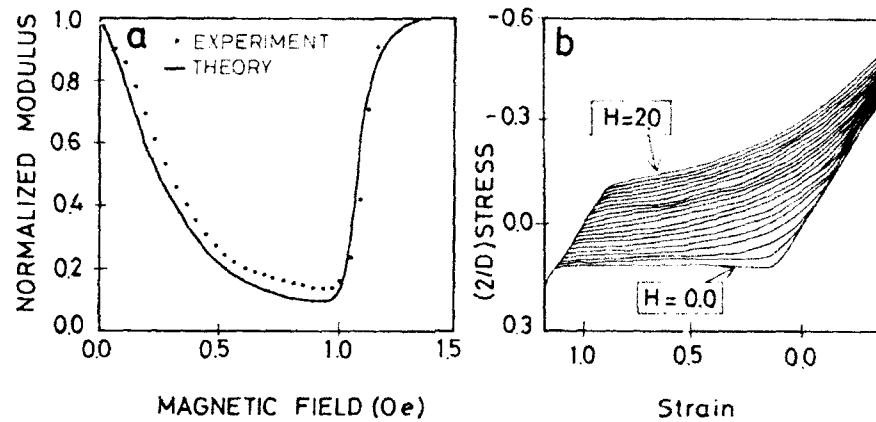 a
• EXPERIMENT
— THEORY
NORMALIZED MODULUS
1.0
0.8
0.6
0.4
0.2
0.0
0.0 0.5 1.0 1.5
MAGNETIC FIELD (Oe)
b
H=20
H = 0.0
(2/D) STRESS
-0.6
-0.3
0.0
0.3
1.0 0.5 0.0
Strain